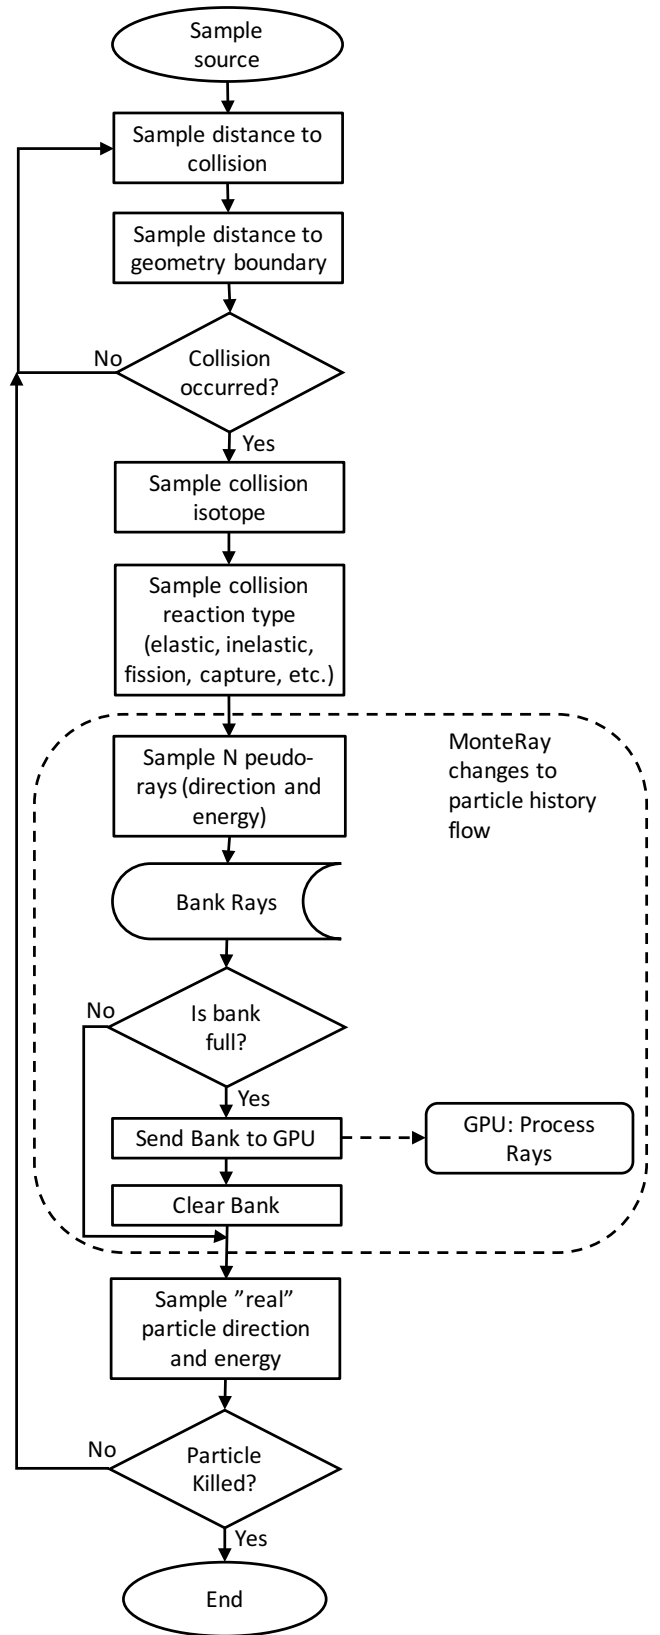 Sample
source
Sample distance to
collision
Sample distance to
geometry boundary
No
Collision
occurred?
Yes
Sample collision
isotope
Sample collision
reaction type
(elastic, inelastic,
fission, capture, etc.)
MonteRay
changes to
particle history
flow
Sample N peudo-
rays (direction and
energy)
Bank Rays
No
Is bank
full?
Yes
Send Bank to GPU
GPU: Process
Rays
Clear Bank
Sample ”real”
particle direction
and energy
No
Particle
Killed?
Yes
End